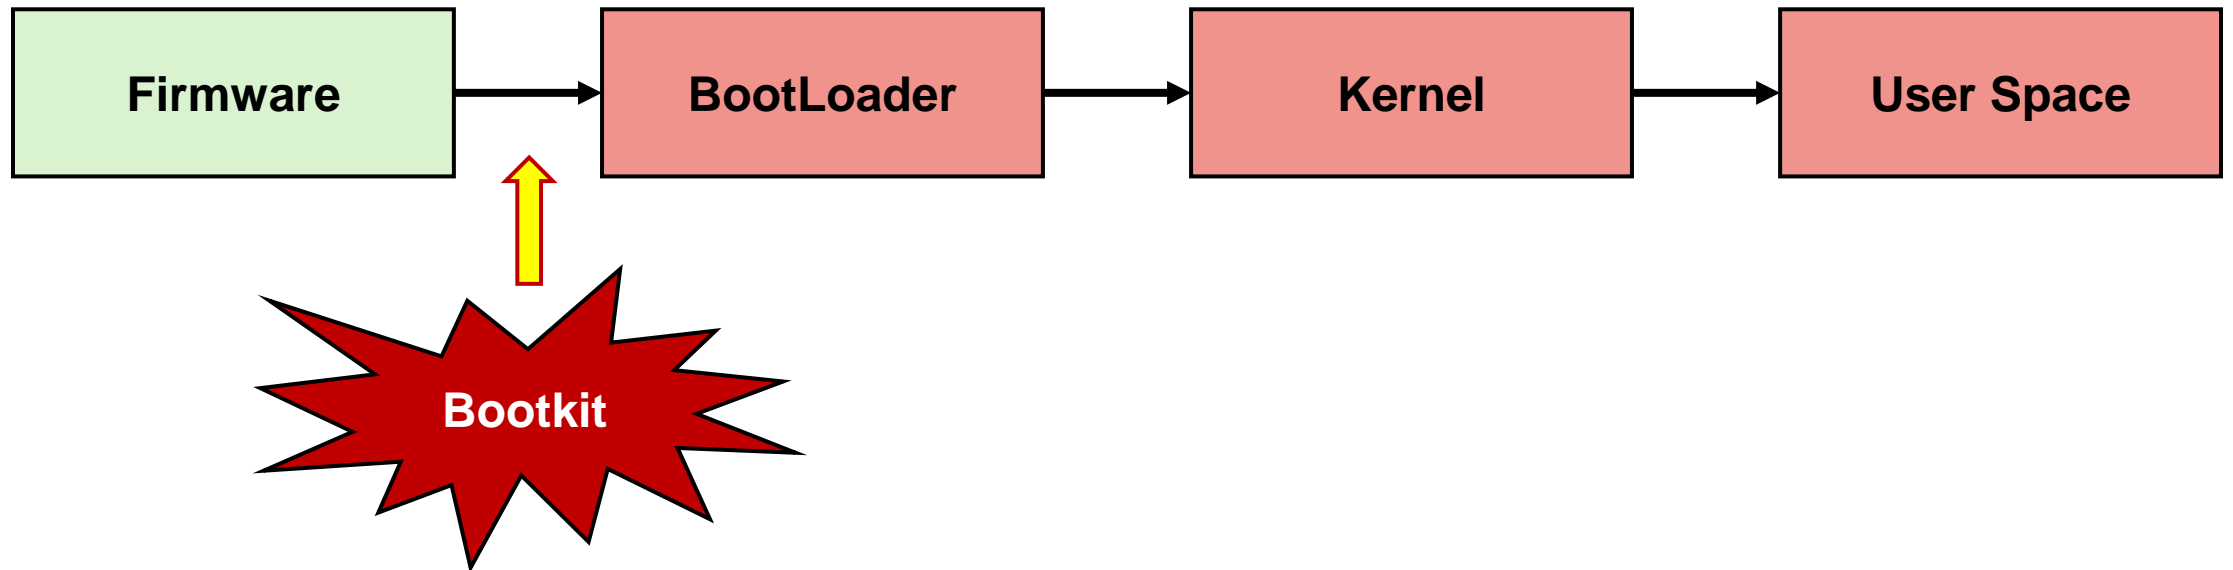 Firmware
BootLoader
Kernel
User Space
Bootkit